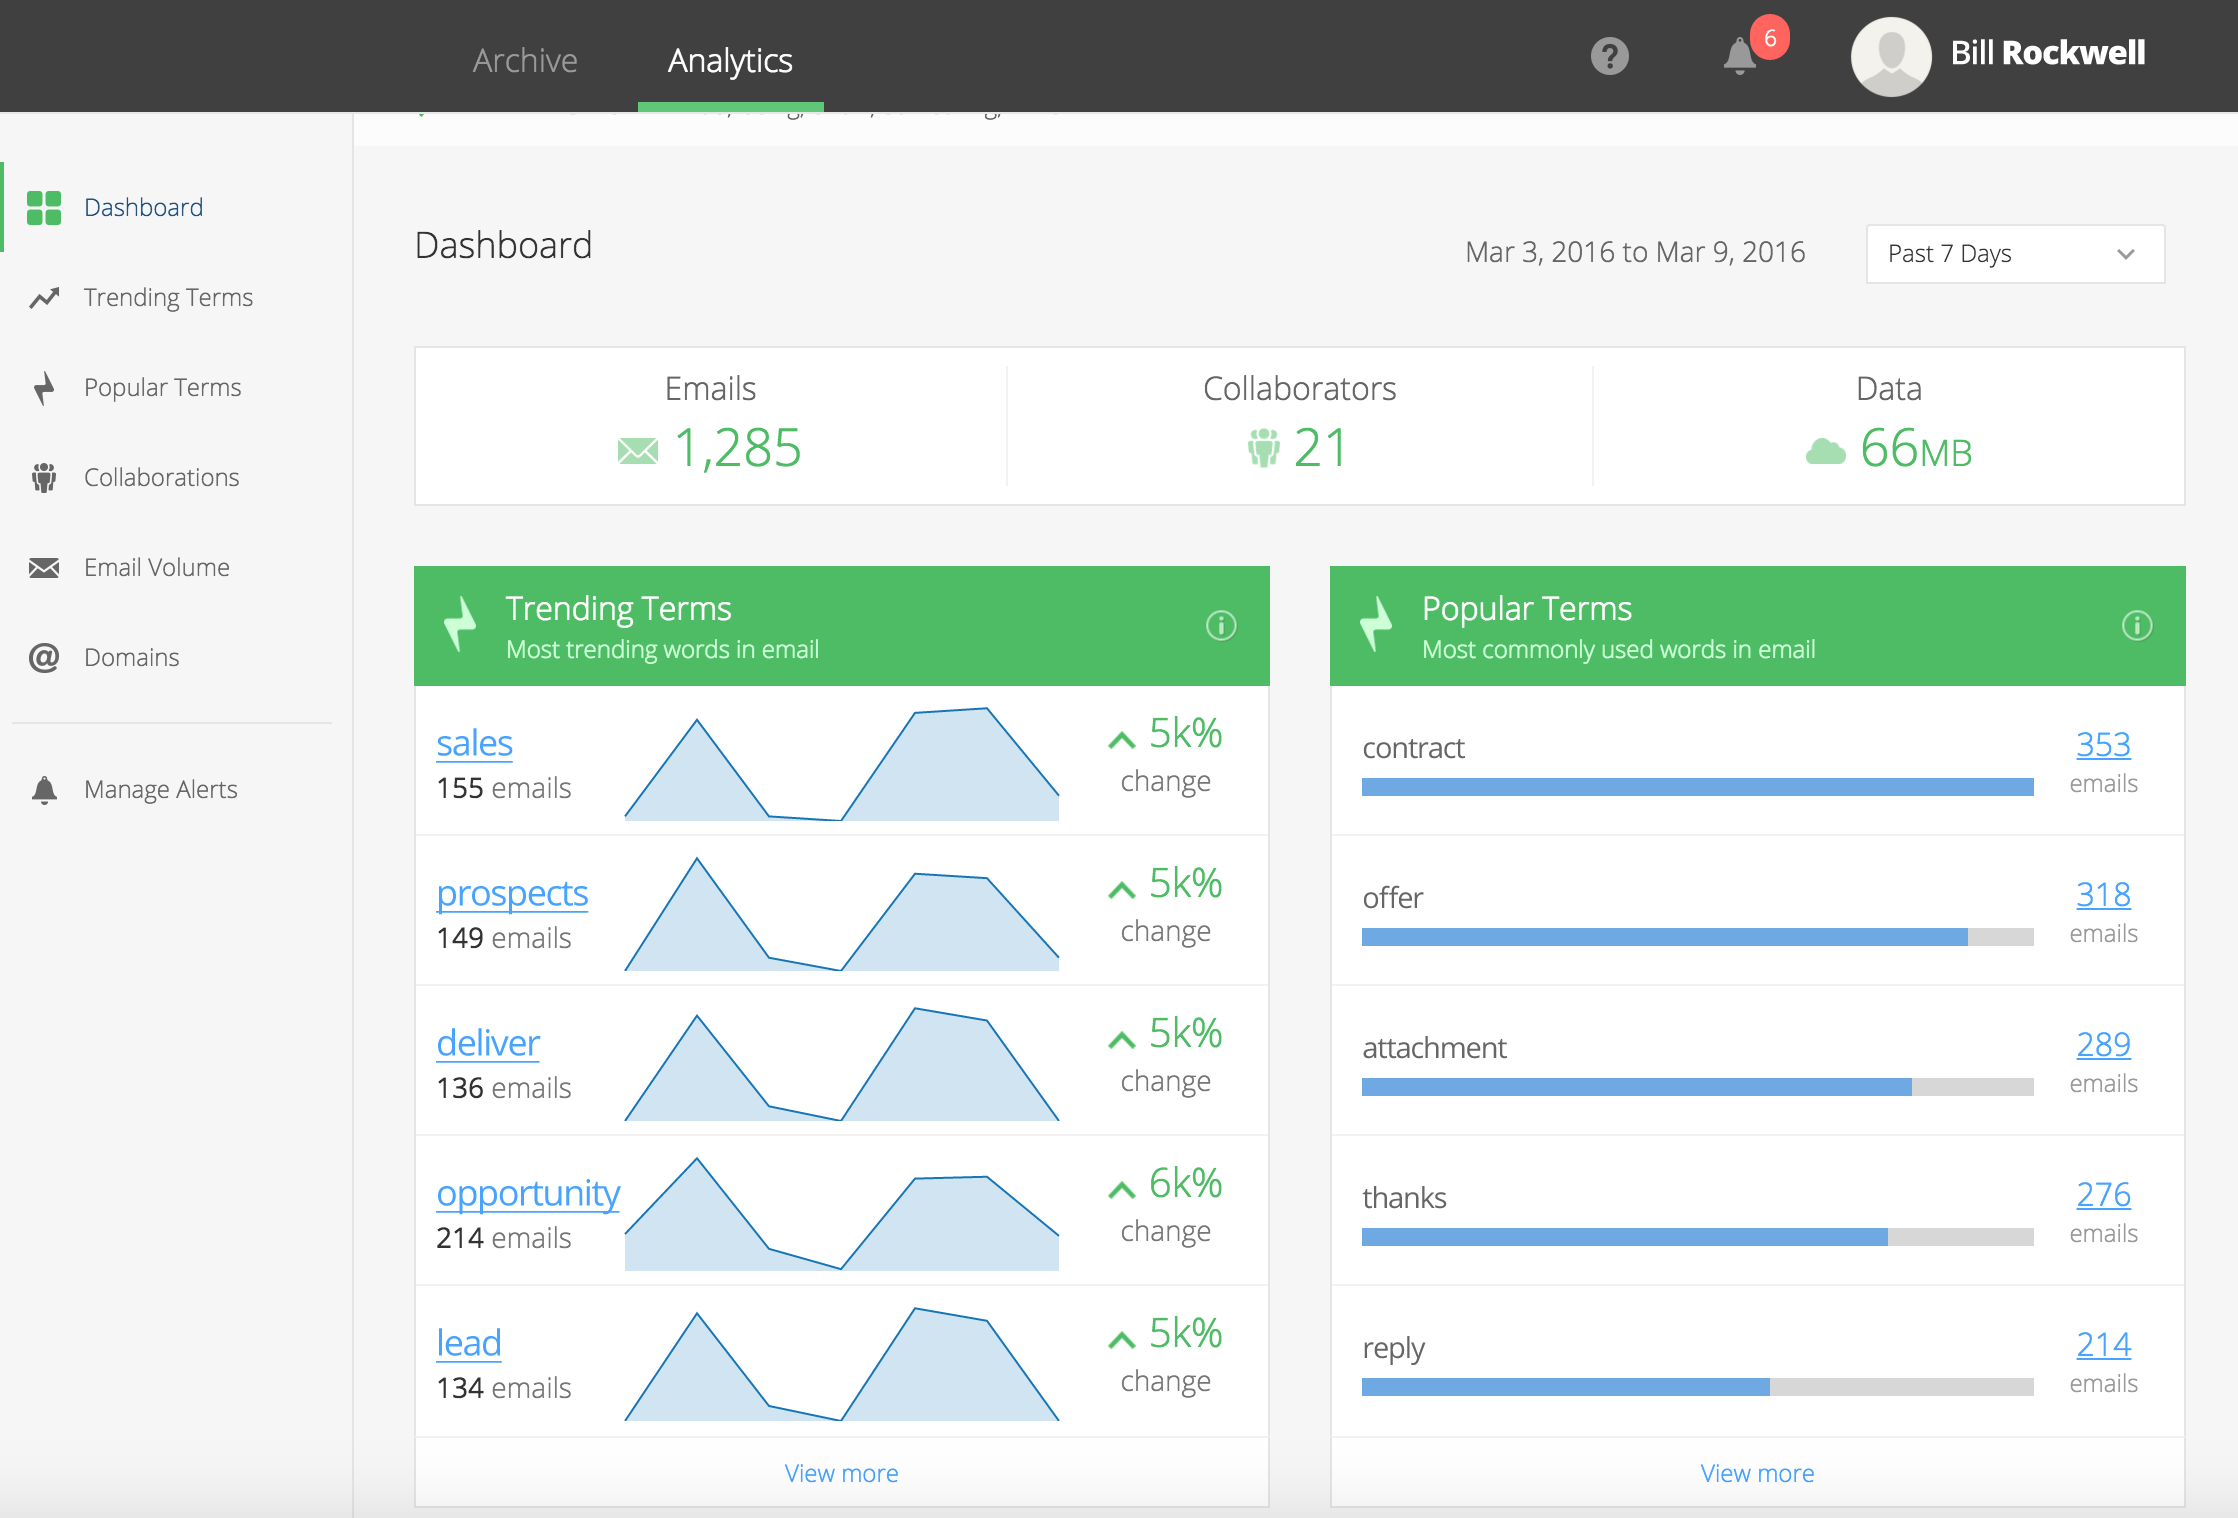 Archive
Analytics
6
Bill Rockwell
Dashboard
Trending Terms
Popular Terms
Collaborations
Email Volume
Domains
Manage Alerts
Dashboard
Mar 3, 2016 to Mar 9, 2016
Past 7 Days
Emails
1,285
Collaborators
21
Data
66MB
Trending Terms
Most trending words in email
sales
155 emails
5k%
change
prospects
149 emails
5k%
change
deliver
136 emails
5k%
change
opportunity
214 emails
6k%
change
lead
134 emails
5k%
change
View more
Popular Terms
Most commonly used words in email
contract
353
emails
offer
318
emails
attachment
289
emails
thanks
276
emails
reply
214
emails
View more